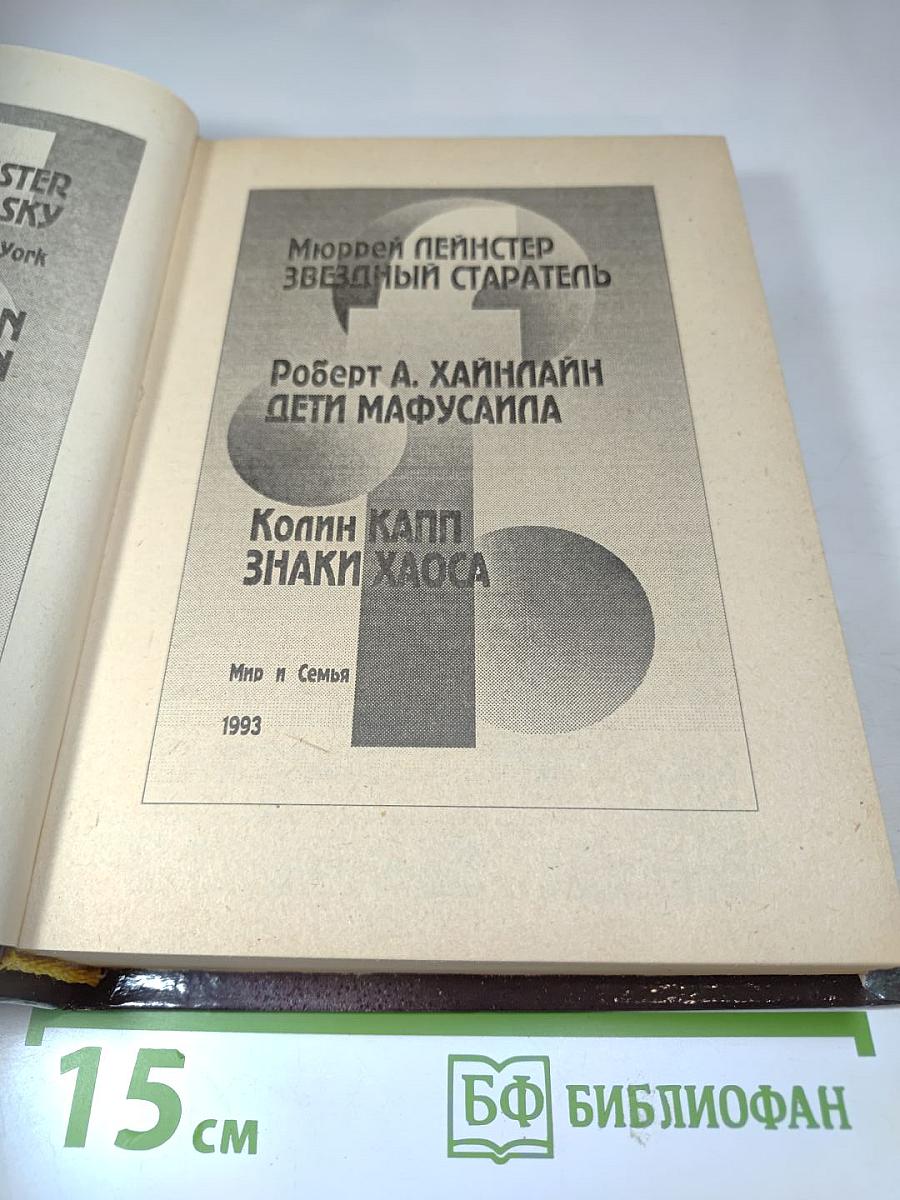 STER
SKY
York
N
N
Мюррей ЛЕЙНСТЕР
ЗВЕЗДНЫЙ СТАРАТЕЛЬ
Роберт А. ХАЙНЛАЙН
ДЕТИ МАФУСАИЛА
Колин КАПП
ЗНАКИ ХАОСА
Мир и Семья
1993
15 см
БФ БИБЛИОФАН